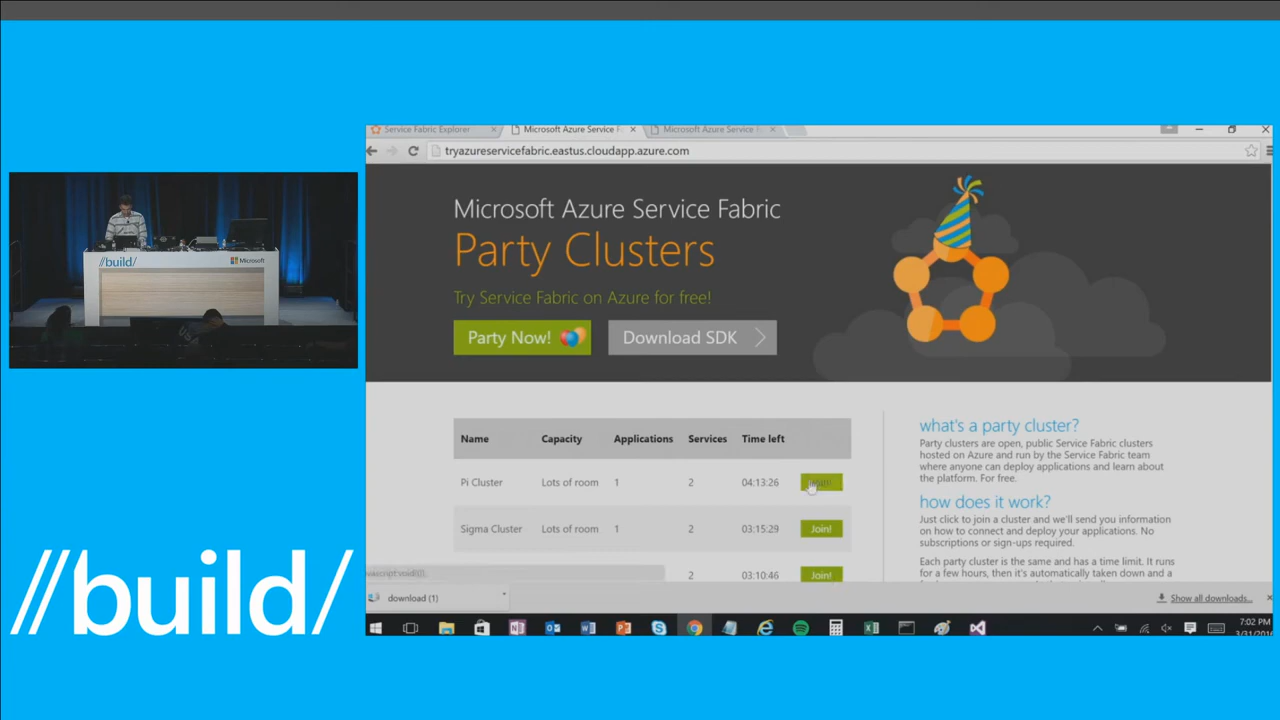 Service Fabric Explorer
Microsoft Azure Service F
Microsoft Azure Service F
tryazureservicefabric.eastus.cloudapp.azure.com
Microsoft Azure Service Fabric
Party Clusters
Try Service Fabric on Azure for free!
Party Now!
Download SDK
Name Capacity Applications Services Time left
Pi Cluster Lots of room 1 2 04:13:26
Sigma Cluster Lots of room 1 2 03:15:29 Join!
2 03:10:46 Join!
what's a party cluster?
Party clusters are open, public Service Fabric clusters
hosted on Azure and run by the Service Fabric team
where anyone can deploy applications and learn about
the platform. For free.
how does it work?
Just click to join a cluster and we'll send you information
on how to connect and deploy your applications. No
subscriptions or sign-ups required.
Each party cluster is the same and has a time limit. It runs
for a few hours, then it's automatically taken down and a
download (1)
Show all downloads...
7:02 PM
//build/
Microsoft
//build/